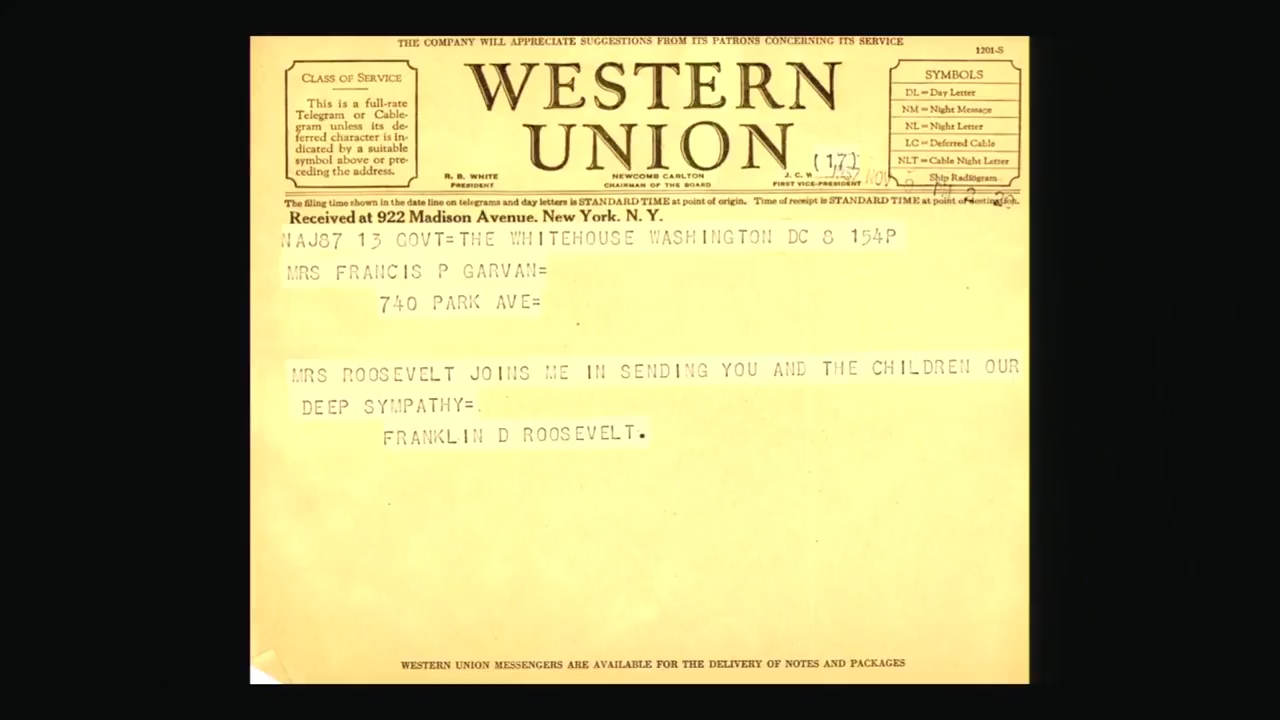 THE COMPANY WILL APPRECIATE SUGGESTIONS FROM ITS PATRONS CONCERNING ITS SERVICE
1201-S
CLASS OF SERVICE
This is a full-rate
Telegram or Cable-
gram unless its de-
ferred character is in-
dicated by a suitable
symbol above or pre-
ceding the address.
WESTERN
UNION
(17)
R. B. WHITE
PRESIDENT
NEWCOMB CARLTON
CHAIRMAN OF THE BOARD
J. C.
FIRST VICE-PRESIDENT
SYMBOLS
DL = Day Letter
NM = Night Message
NL = Night Letter
LC = Deferred Cable
NLT = Cable Night Letter
Ship Radiogram
NOV
The filing time shown in the date line on telegrams and day letters is STANDARD TIME at point of origin. Time of receipt is STANDARD TIME at point of destination.
Received at 922 Madison Avenue. New York. N. Y.
NAJ87 13 GOVT=THE WHITEHOUSE WASHINGTON DC 8 154P
MRS FRANCIS P GARVAN=
740 PARK AVE=
MRS ROOSEVELT JOINS ME IN SENDING YOU AND THE CHILDREN OUR
DEEP SYMPATHY=
FRANKLIN D ROOSEVELT.
WESTERN UNION MESSENGERS ARE AVAILABLE FOR THE DELIVERY OF NOTES AND PACKAGES